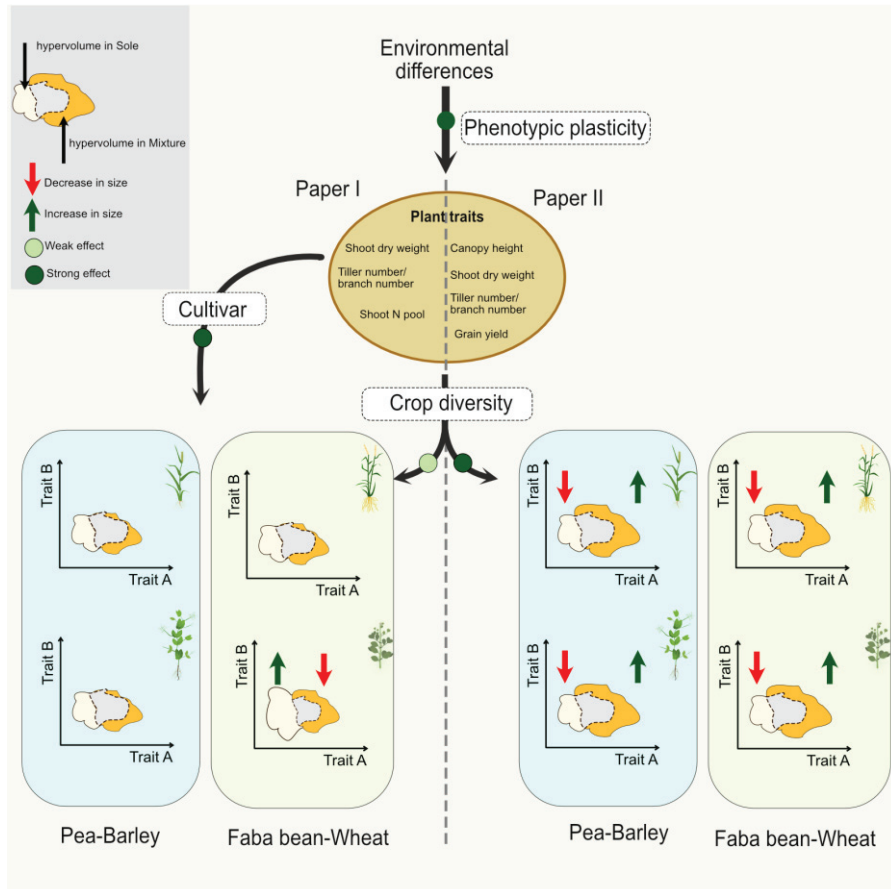 hypervolume in Sole
hypervolume in Mixture
Decrease in size
Increase in size
Weak effect
Strong effect
Environmental
differences
Phenotypic plasticity
Paper I
Paper II
Plant traits
Shoot dry weight
Tiller number/
branch number
Shoot N pool
Canopy height
Shoot dry weight
Tiller number/
branch number
Grain yield
Cultivar
Crop diversity
Trait B
Trait A
Trait B
Trait A
Trait B
Trait A
Trait B
Trait A
Trait B
Trait A
Trait B
Trait A
Trait B
Trait A
Trait B
Trait A
Pea-Barley
Faba bean-Wheat
Pea-Barley
Faba bean-Wheat